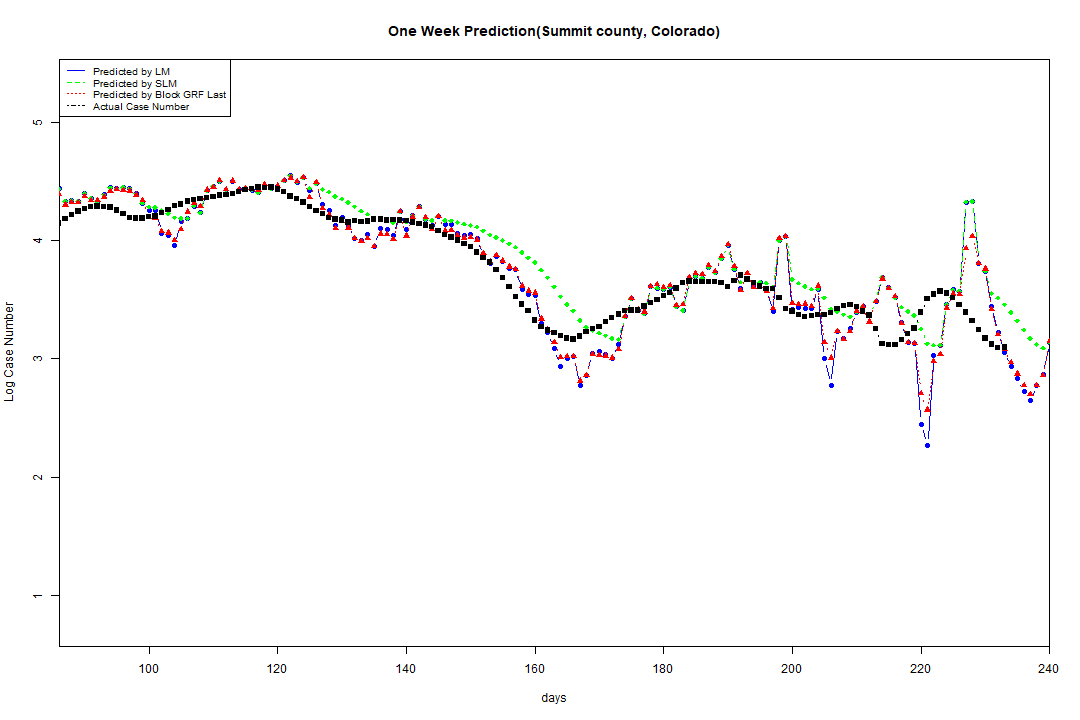 One Week Prediction(Summit county, Colorado)
Predicted by LM
Predicted by SLM
Predicted by Block GRF Last
Actual Case Number
5
4
3
2
1
Log Case Number
100 120 140 160 180 200 220 240
days